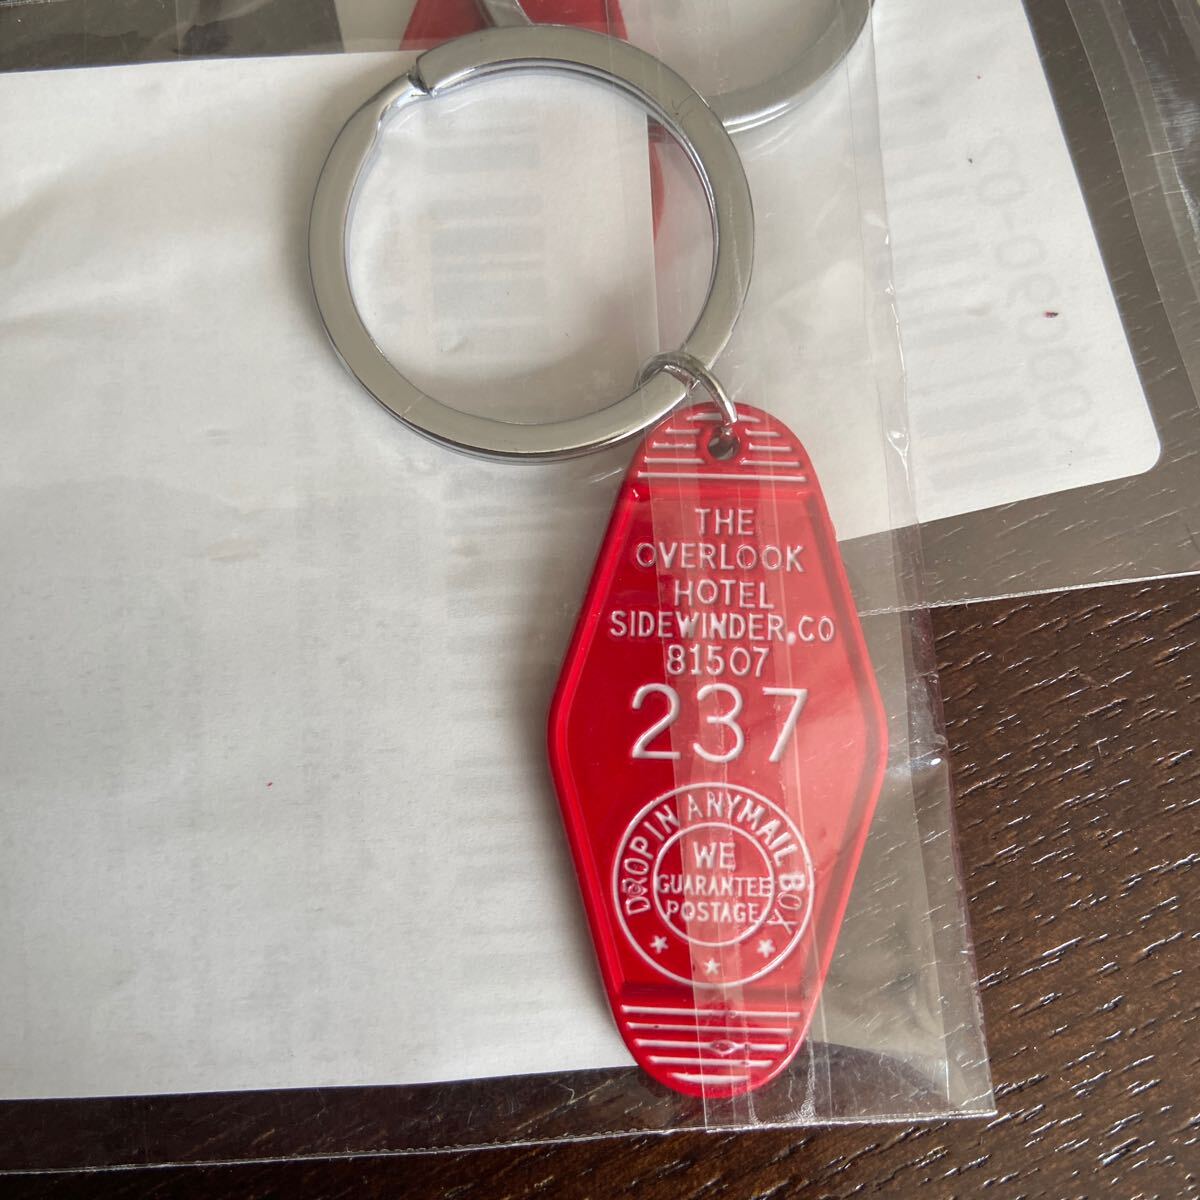 THE
OVERLOOK
HOTEL
SIDEWINDER, CO
81507
237
DROP IN ANY MAIL BOX
WE
GUARANTEE
POSTAGE